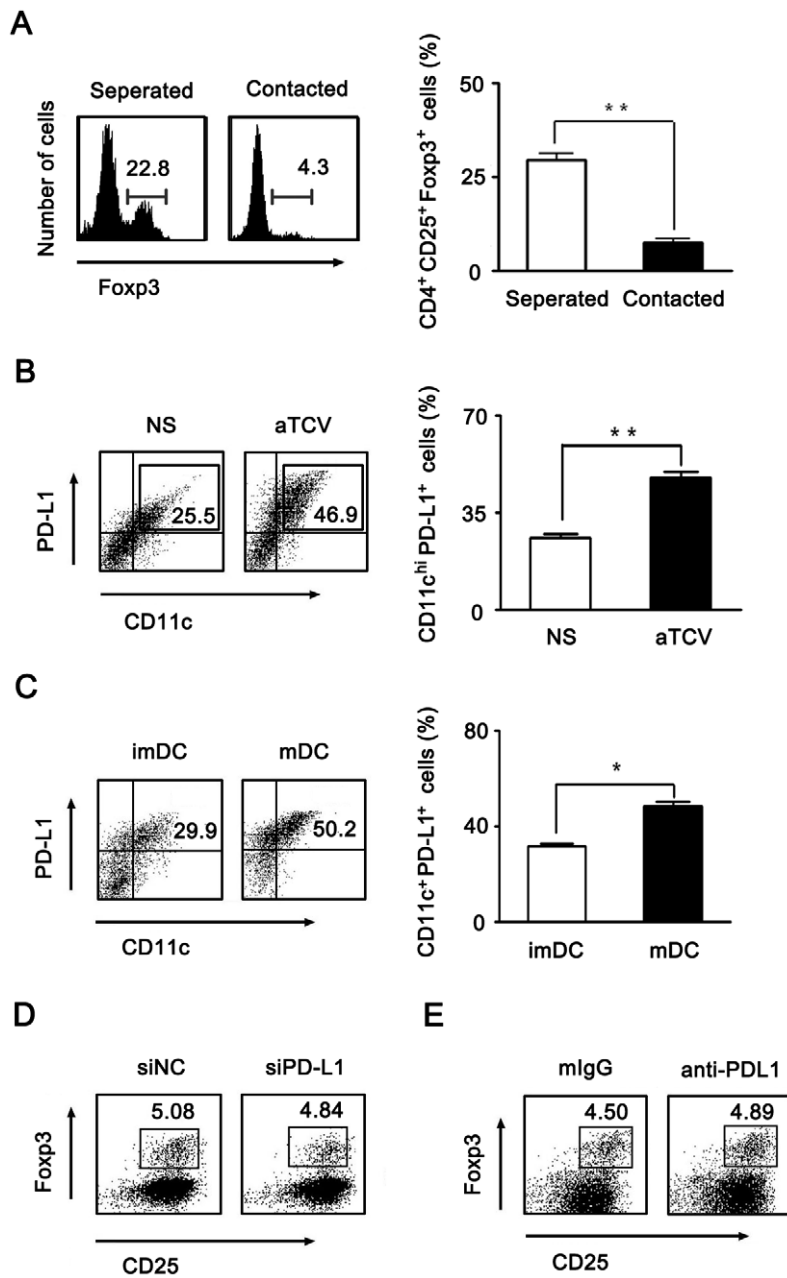 A
Seperated Contacted
Number of cells
22.8 4.3
Foxp3
CD4+ CD25+ Foxp3+ cells (%)
50
25
0
**
Seperated Contacted
B
NS aTCV
PD-L1
25.5 46.9
CD11c
CD11chi PD-L1+ cells (%)
70
35
0
**
NS aTCV
C
imDC mDC
PD-L1
29.9 50.2
CD11c
CD11c+PD-L1+ cells (%)
80
40
0
*
imDC mDC
D
siNC siPD-L1
5.08 4.84
Foxp3
CD25
E
mIgG anti-PDL1
4.50 4.89
Foxp3
CD25